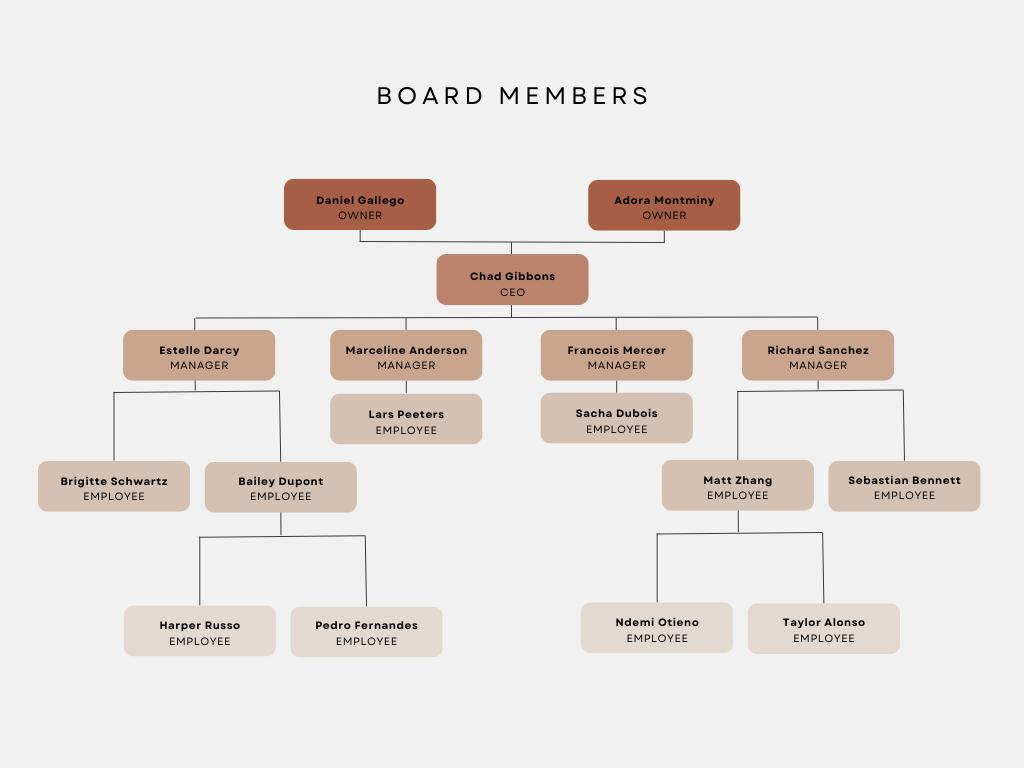 BOARD MEMBERS
Daniel Gallego
OWNER
Adora Montminy
OWNER
Chad Gibbons
CEO
Estelle Darcy
MANAGER
Marceline Anderson
MANAGER
Francois Mercer
MANAGER
Richard Sanchez
MANAGER
Lars Peeters
EMPLOYEE
Sacha Dubois
EMPLOYEE
Brigitte Schwartz
EMPLOYEE
Bailey Dupont
EMPLOYEE
Matt Zhang
EMPLOYEE
Sebastian Bennett
EMPLOYEE
Harper Russo
EMPLOYEE
Pedro Fernandes
EMPLOYEE
Ndemi Otieno
EMPLOYEE
Taylor Alonso
EMPLOYEE